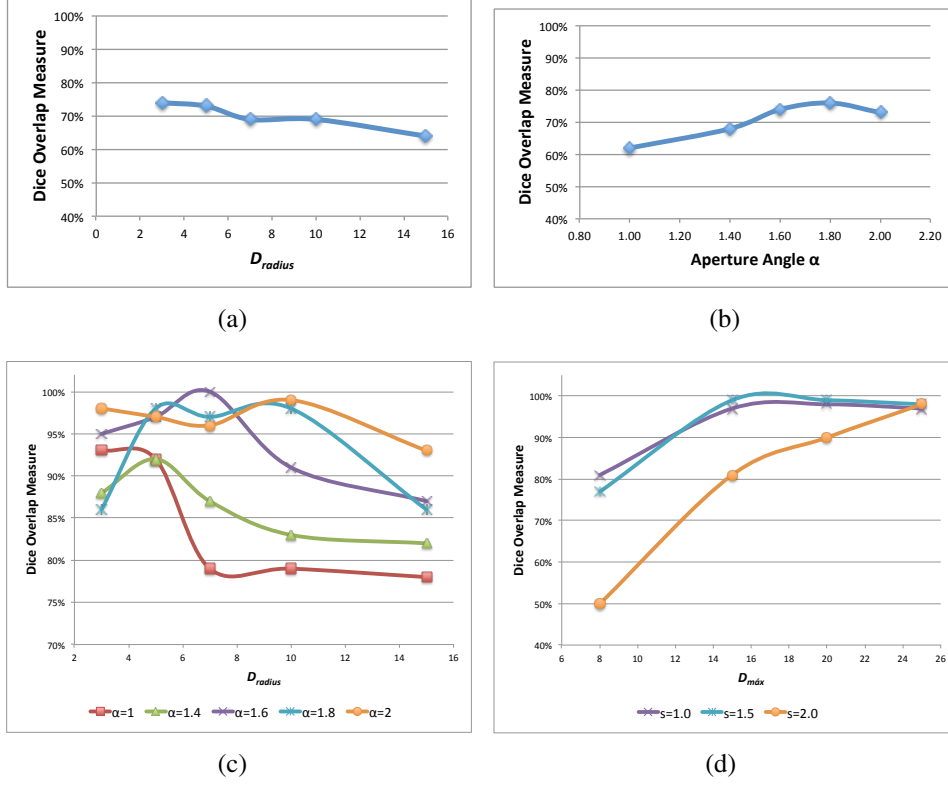 100%
90%
80%
70%
60%
50%
40%
Dice Overlap Measure
0 2 4 6 8 10 12 14 16
D_radius
(a)
100%
90%
80%
70%
60%
50%
40%
Dice Overlap Measure
0.80 1.00 1.20 1.40 1.60 1.80 2.00 2.20
Aperture Angle α
(b)
100%
95%
90%
85%
80%
75%
70%
Dice Overlap Measure
2 4 6 8 10 12 14 16
D_radius
α=1 α=1.4 α=1.6 α=1.8 α=2
(c)
100%
90%
80%
70%
60%
50%
40%
Dice Overlap Measure
6 8 10 12 14 16 18 20 22 24 26
D_máx
s=1.0 s=1.5 s=2.0
(d)